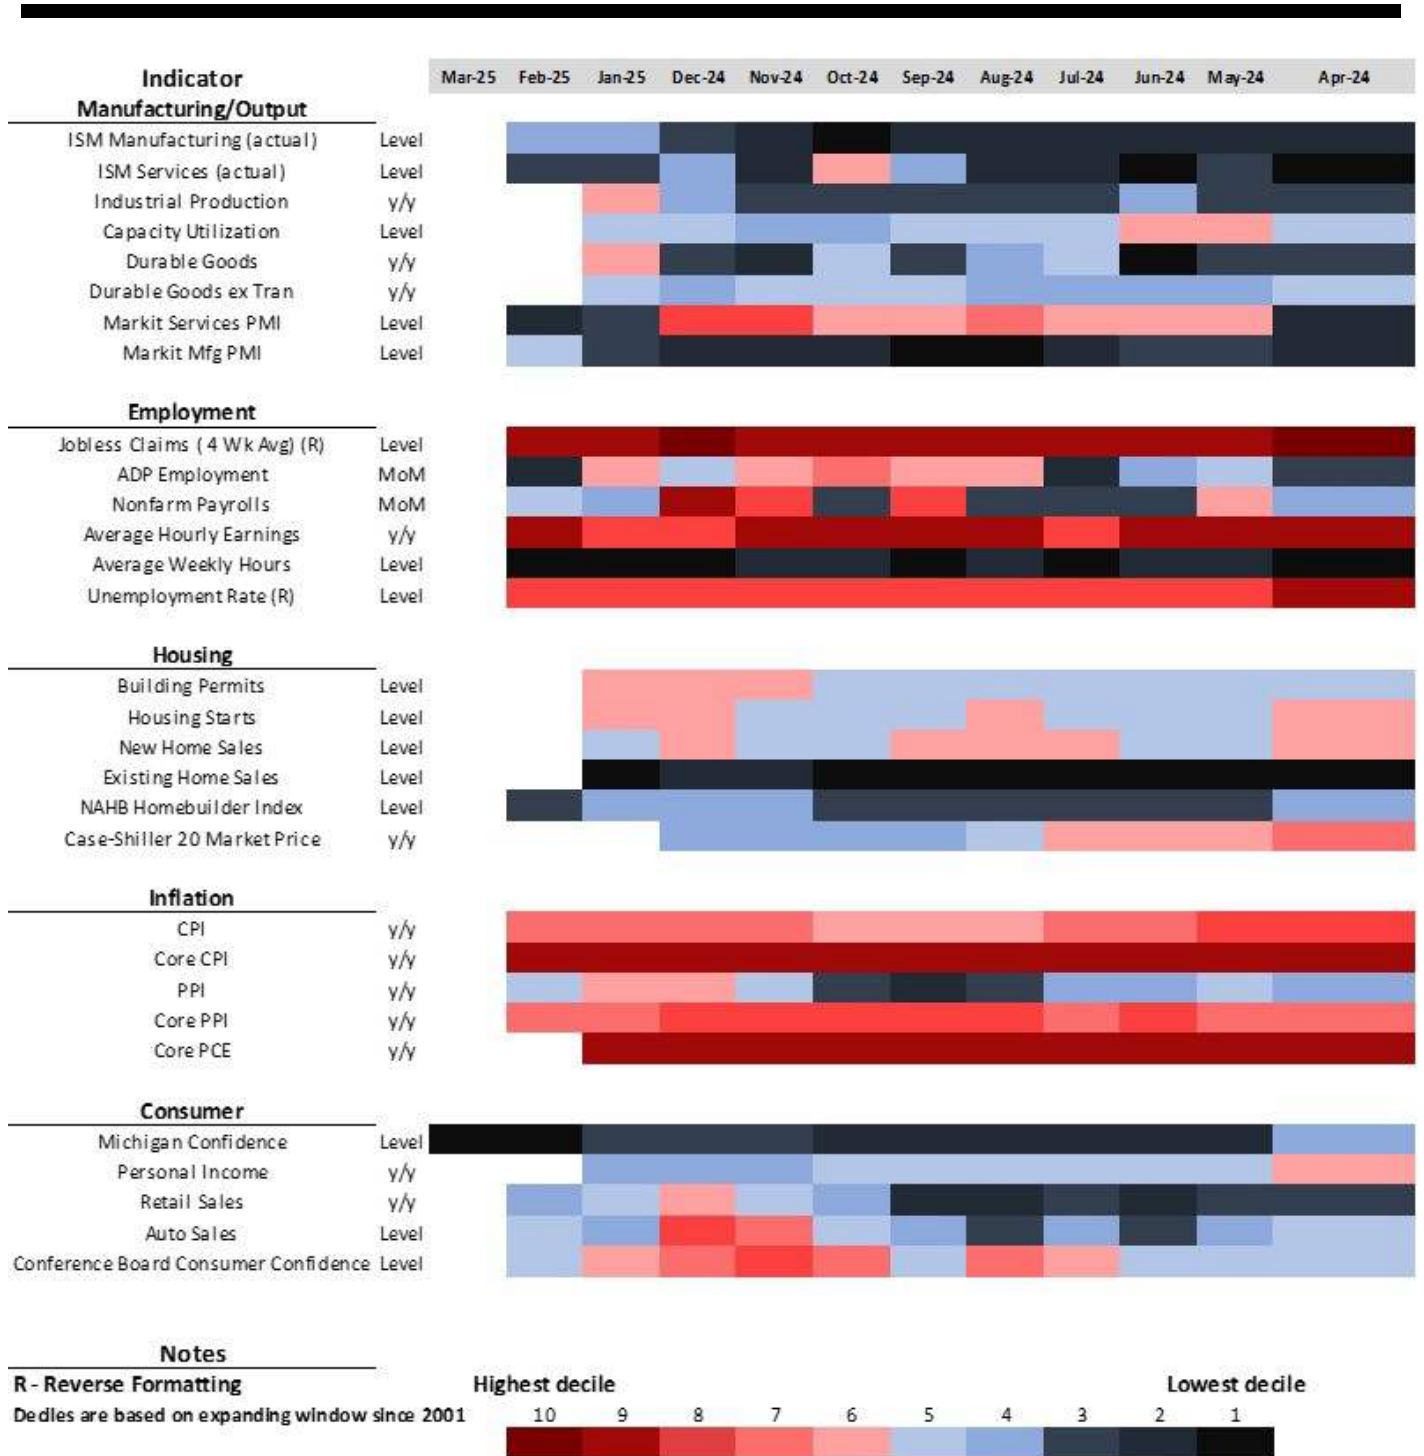 Indicator Mar-25 Feb-25 Jan-25 Dec-24 Nov-24 Oct-24 Sep-24 Aug-24 Jul-24 Jun-24 May-24 Apr-24
Manufacturing/Output
ISM Manufacturing (actual) Level
ISM Services (actual) Level
Industrial Production y/y
Capacity Utilization Level
Durable Goods y/y
Durable Goods ex Tran y/y
Markit Services PMI Level
Markit Mfg PMI Level
Employment
Jobless Claims ( 4 Wk Avg) (R) Level
ADP Employment MoM
Nonfarm Payrolls MoM
Average Hourly Earnings y/y
Average Weekly Hours Level
Unemployment Rate (R) Level
Housing
Building Permits Level
Housing Starts Level
New Home Sales Level
Existing Home Sales Level
NAHB Homebuilder Index Level
Case-Shiller 20 Market Price y/y
Inflation
CPI y/y
Core CPI y/y
PPI y/y
Core PPI y/y
Core PCE y/y
Consumer
Michigan Confidence Level
Personal Income y/y
Retail Sales y/y
Auto Sales Level
Conference Board Consumer Confidence Level
Notes
R - Reverse Formatting Highest decile Lowest decile
Deciles are based on expanding window since 2001 10 9 8 7 6 5 4 3 2 1